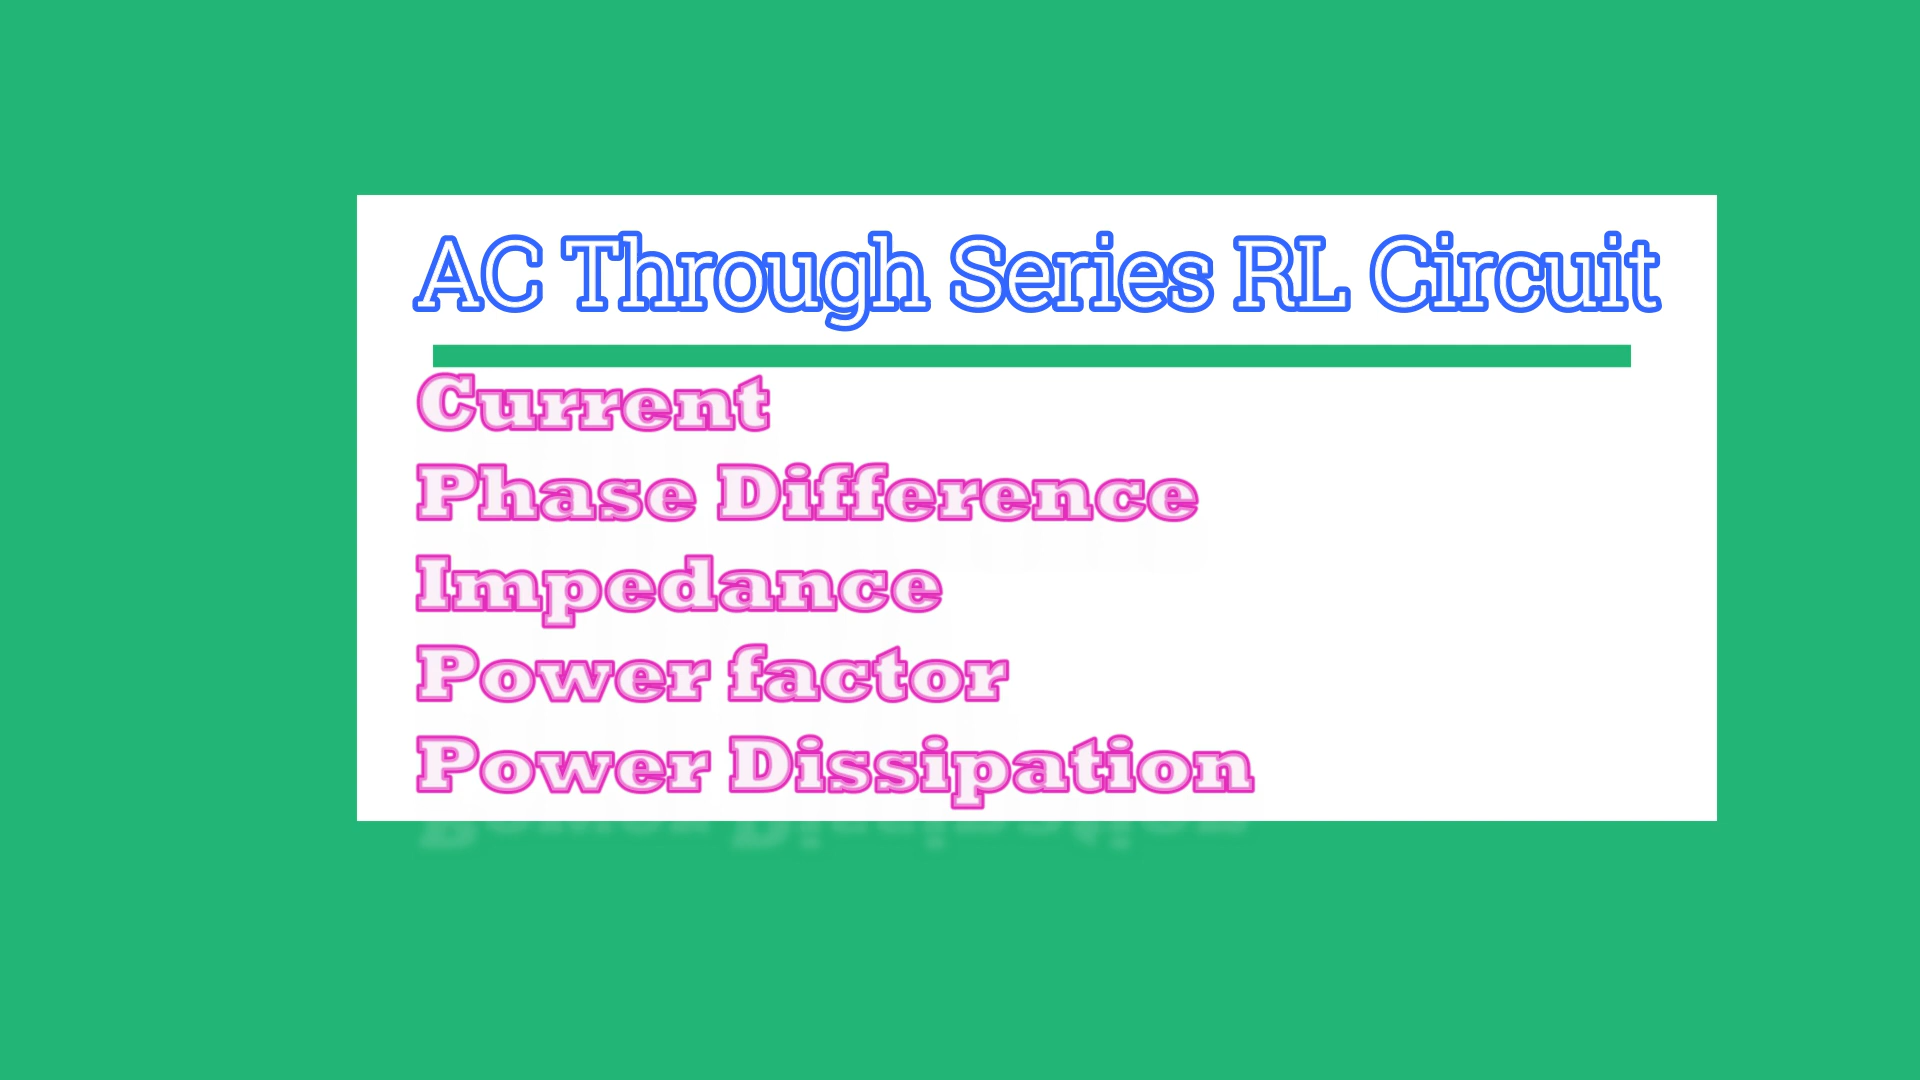 AC Through Series RL Circuit
Current
Phase Difference
Impedance
Power factor
Power Dissipation